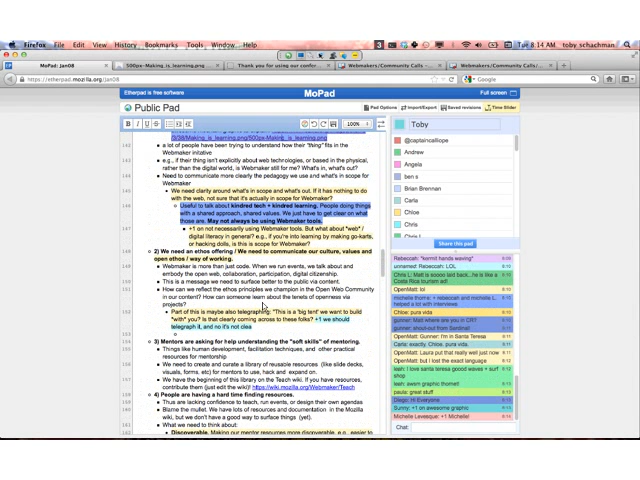 Firefox File Edit View History Bookmarks Tools Window Help Tue 8:14 AM toby schachman
MoPad: Jan08
MoPad: Jan08 500px-Making_is_learning.png Thank you for using our confer... Webmakers/Community Calls – ... Webmakers/Community Calls/...
https://etherpad.mozilla.org/Jan08 Google
Etherpad is free software MoPad Full screen
Public Pad Pad Options Import/Export Saved revisions Time Slider
B I U S 100%
/3/38/Making_is_learning.png/500px-Making_is_learning.png
a lot of people have been trying to understand how their "thing" fits in the Webmaker initiative
e.g., if their thing isn't explicitly about web technologies, or based in the physical, rather than the digital world, is Webmaker still for me? What's in, what's out?
Need to communicate more clearly the pedagogy we use and what's in scope for Webmaker
We need clarity around what's in scope and what's out. If it has nothing to do with the web, not sure that it's actually in scope for Webmaker?
Useful to talk about kindred tech + kindred learning. People doing things with a shared approach, shared values. We just have to get clear on what those are. May not always be using Webmaker tools.
+1 on not necessarily using Webmaker tools. But what about *web* / digital literacy in general? e.g., if you're into learning by making go-karts, or hacking dolls, is this is scope for Webmaker?
2) We need an ethos offering / We need to communicate our culture, values and open ethos / way of working.
Webmaker is more than just code. When we run events, we talk about and embody the open web, collaboration, participation, digital citizenship.
This is a message we need to surface better to the public via content
How can we reflect the ethos principles we champion in the Open Web Community in our content? How can someone learn about the tenets of openness via projects?
Part of this is maybe also telegraphing: "This is a 'big tent' we want to build *with* you? Is that clearly coming across to these folks? +1 we should telegraph it, and no it's not clea
3) Mentors are asking for help understanding the "soft skills" of mentoring.
Things like human development, facilitation techniques, and other practical resources for mentorship
We need to create and curate a library of reusable resources (like slide decks, visuals, forms, etc) for mentors to use, hack and expand on.
We have the beginning of this library on the Teach wiki. If you have resources, contribute them (just edit the wiki)! https://wiki.mozilla.org/Webmaker/Teach
4) People are having a hard time finding resources.
Thus are lacking confidence to teach, run events, or design their own agendas
Blame the mullet. We have lots of resources and documentation in the Mozilla wiki, but we don't have a good way to surface things (yet).
What we need to think about:
Discoverable. Making our mentor resources more discoverable, e.g., easier to
Toby
@captaincalliope
Andrew
Angela
ben s
Brian Brennan
Carla
Chloe
Chris
Chris L
Share this pad
Rebeccah: *kermit hands waving*
unnamed: Rebeccah: LOL
Chris L: Matt is soooo laid back...he is like a Costa Rica tourism ad!
OpenMatt: lol
michelle thorne: + rebeccah and michelle L helped a lot with interviews
Chloe: pura vida
gunner: Matt where are you in CR?
gunner: shout-out from Sardinal!
OpenMatt: Gunner: I'm in Santa Teresa
Carla: exactly. Chloe. pura vida.
OpenMatt: Laura put that really well just now
OpenMatt: but I lost the exact language
leah: I love santa teresa goood waves + surf shop
leah: awsm graphic thome!!
paula: great stuff
Diego: Hi Everyone
Sunny: +1 on awesome graphic
Michelle Levesque: +1 Michelle!
Chat: